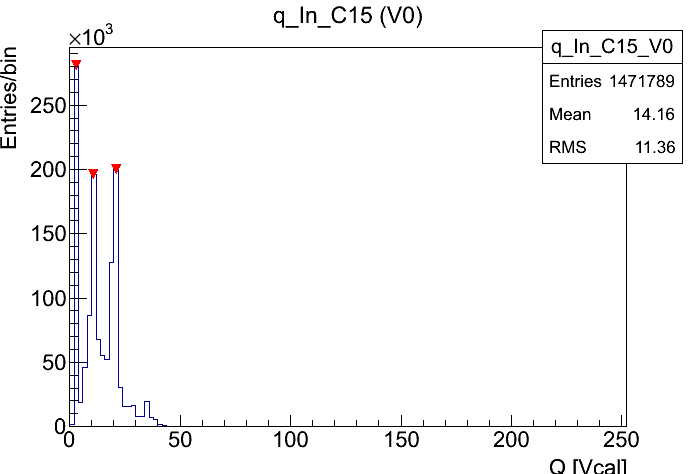 q_In_C15 (V0)
×10³
Entries/bin
q_In_C15_V0
Entries 1471789
Mean 14.16
RMS 11.36
250
200
150
100
50
0
0 50 100 150 200 250
Q [Vcal]